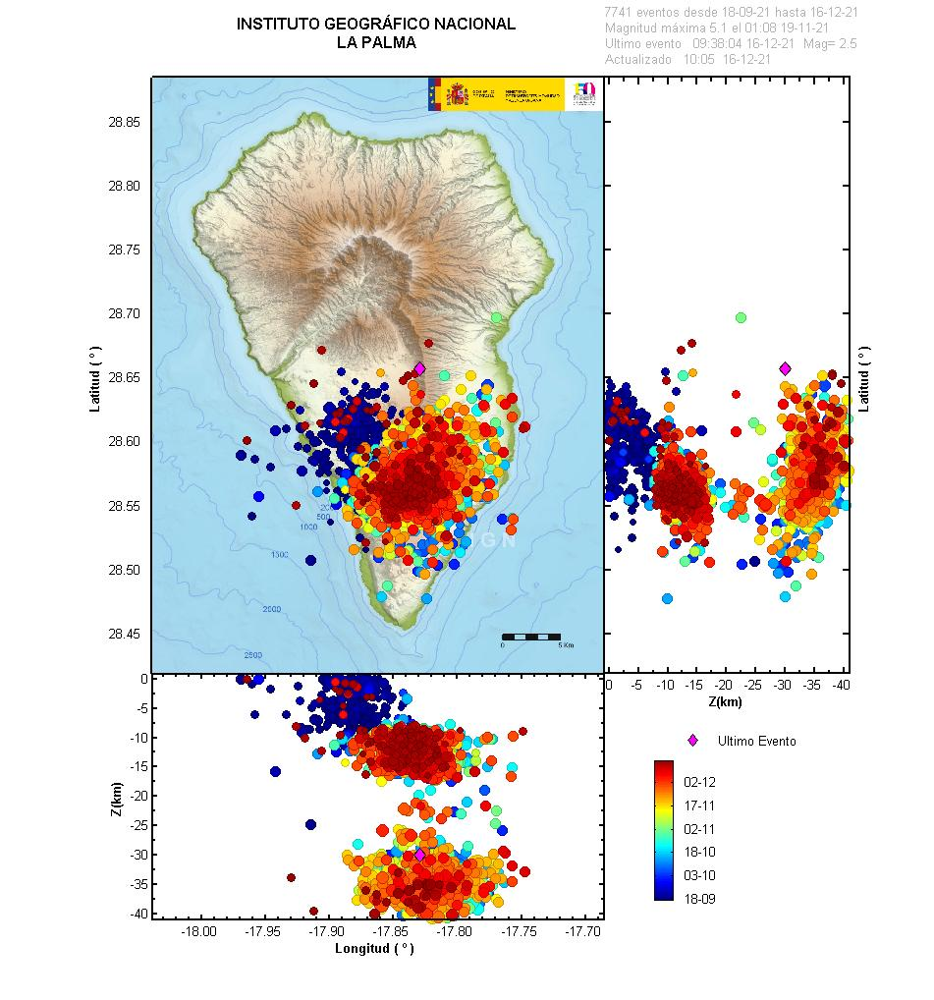 INSTITUTO GEOGRÁFICO NACIONAL
LA PALMA
7741 eventos desde 18-09-21 hasta 16-12-21
Magnitud máxima 5.1 el 01:08 19-11-21
Ultimo evento 09:38:04 16-12-21 Mag= 2.5
Actualizado 10:05 16-12-21
28.85
28.80
28.75
28.70
28.65
28.60
28.55
28.50
28.45
Latitud ( º )
200
500
1000
1500
2000
2500
IGN
0 5 Km
Latitud ( º )
0 -5 -10 -15 -20 -25 -30 -35 -40
Z(km)
0
-5
-10
-15
-20
-25
-30
-35
-40
Z(km)
-18.00 -17.95 -17.90 -17.85 -17.80 -17.75 -17.70
Longitud ( º )
Ultimo Evento
02-12
17-11
02-11
18-10
03-10
18-09